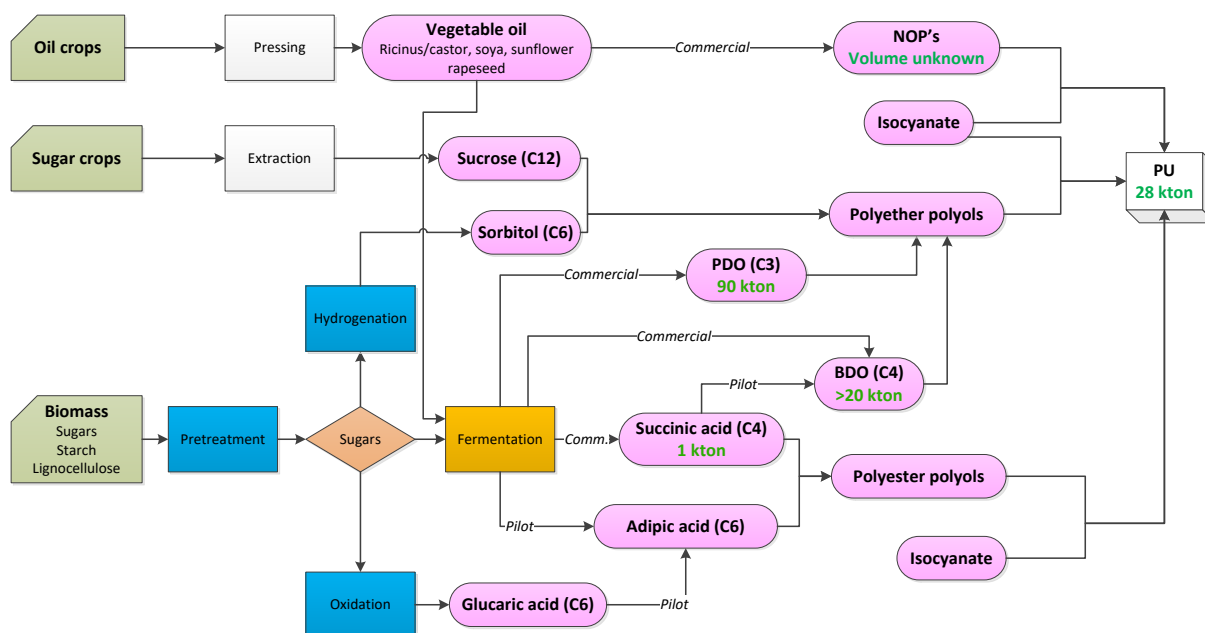 Oil crops
Pressing
Vegetable oil
Ricinus/castor, soya, sunflower
rapeseed
Commercial
NOP's
Volume unknown
Isocyanate
Sugar crops
Extraction
Sucrose (C12)
PU
28 kton
Sorbitol (C6)
Polyether polyols
Commercial
PDO (C3)
90 kton
Hydrogenation
Commercial
BDO (C4)
>20 kton
Pilot
Biomass
Sugars
Starch
Lignocellulose
Pretreatment
Sugars
Fermentation
Comm.
Succinic acid (C4)
1 kton
Polyester polyols
Pilot
Adipic acid (C6)
Isocyanate
Oxidation
Glucaric acid (C6)
Pilot